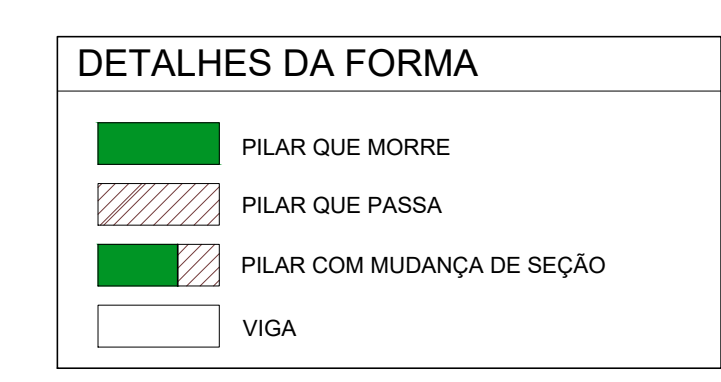 DETALHES DA FORMA
PILAR QUE MORRE
PILAR QUE PASSA
PILAR COM MUDANÇA DE SEÇÃO
VIGA